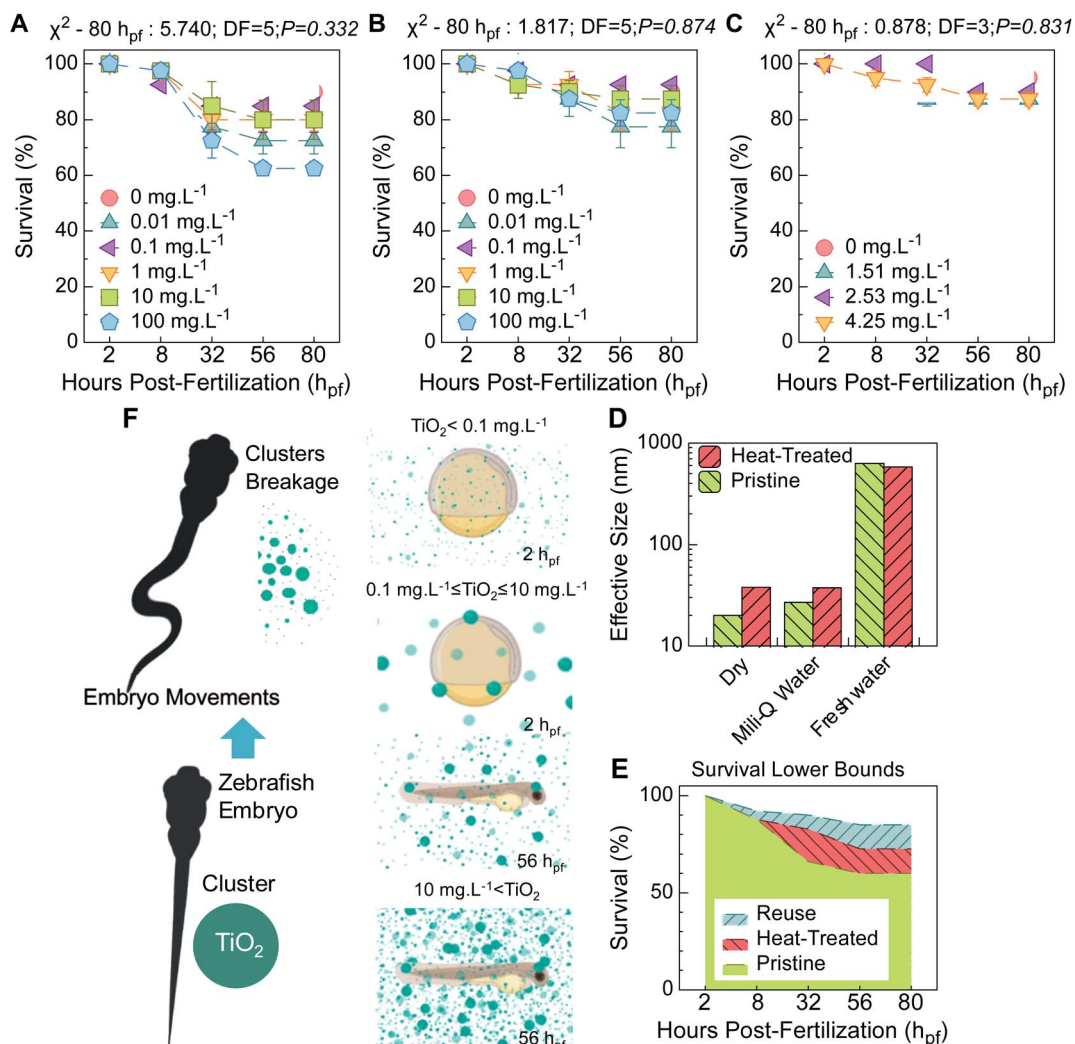 A
χ² - 80 hpf : 5.740; DF=5;P=0.332
Survival (%)
100
80
60
40
20
0
0 mg.L⁻¹
0.01 mg.L⁻¹
0.1 mg.L⁻¹
1 mg.L⁻¹
10 mg.L⁻¹
100 mg.L⁻¹
2 8 32 56 80
Hours Post-Fertilization (hpf)
B
χ² - 80 hpf : 1.817; DF=5;P=0.874
Survival (%)
100
80
60
40
20
0
0 mg.L⁻¹
0.01 mg.L⁻¹
0.1 mg.L⁻¹
1 mg.L⁻¹
10 mg.L⁻¹
100 mg.L⁻¹
2 8 32 56 80
Hours Post-Fertilization (hpf)
C
χ² - 80 hpf : 0.878; DF=3;P=0.831
Survival (%)
100
80
60
40
20
0
0 mg.L⁻¹
1.51 mg.L⁻¹
2.53 mg.L⁻¹
4.25 mg.L⁻¹
2 8 32 56 80
Hours Post-Fertilization (hpf)
F
Clusters
Breakage
Embryo Movements
Zebrafish
Embryo
Cluster
TiO₂
TiO₂< 0.1 mg.L⁻¹
2 hpf
0.1 mg.L⁻¹≤TiO₂≤10 mg.L⁻¹
2 hpf
56 hpf
10 mg.L⁻¹<TiO₂
56 hpf
D
Effective Size (nm)
1000
100
10
Heat-Treated
Pristine
Dry
Mili-Q Water
Freshwater
E
Survival Lower Bounds
Survival (%)
100
50
0
Reuse
Heat-Treated
Pristine
2 8 32 56 80
Hours Post-Fertilization (hpf)